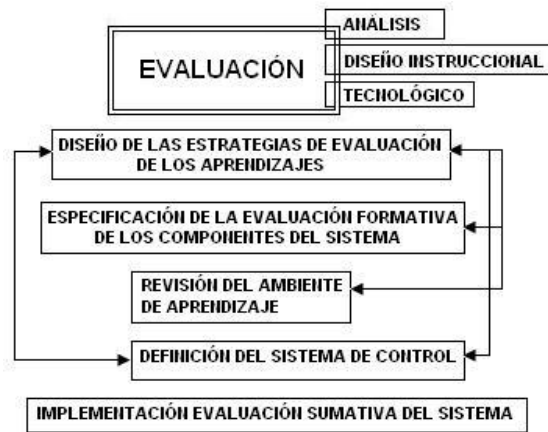 ANÁLISIS
EVALUACIÓN
DISEÑO INSTRUCCIONAL
TECNOLÓGICO
DISEÑO DE LAS ESTRATEGIAS DE EVALUACIÓN
DE LOS APRENDIZAJES
ESPECIFICACIÓN DE LA EVALUACIÓN FORMATIVA
DE LOS COMPONENTES DEL SISTEMA
REVISIÓN DEL AMBIENTE
DE APRENDIZAJE
DEFINICIÓN DEL SISTEMA DE CONTROL
IMPLEMENTACIÓN EVALUACIÓN SUMATIVA DEL SISTEMA